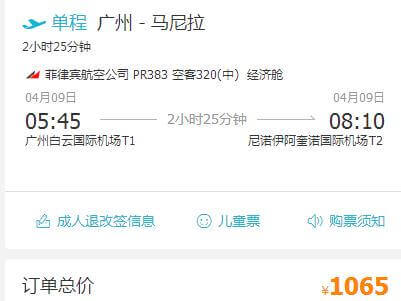 单程 广州 - 马尼拉
2小时25分钟
菲律宾航空公司 PR383 空客320(中) 经济舱
04月09日 04月09日
05:45 2小时25分钟 08:10
广州白云国际机场T1 尼诺伊阿奎诺国际机场T2
成人退改签信息 儿童票 购票须知
订单总价 ¥1065